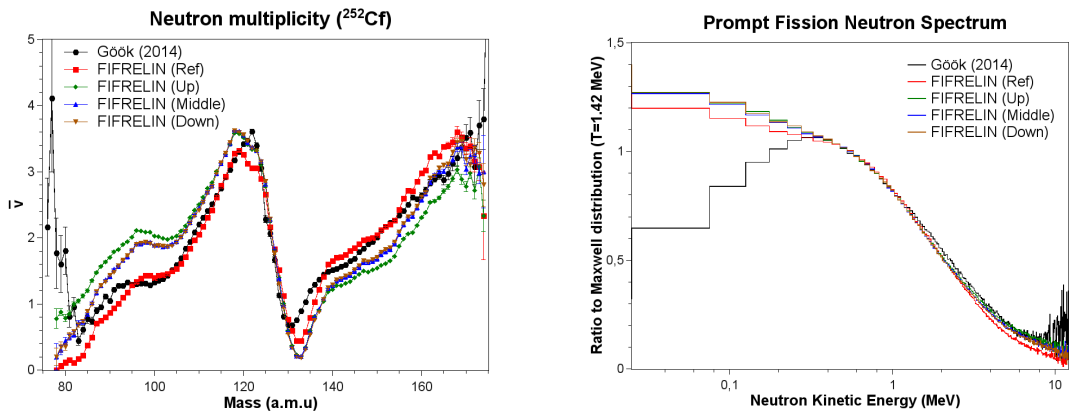 Neutron multiplicity (²⁵²Cf)
5
4
3
2
1
0
ν̅
Göök (2014)
FIFRELIN (Ref)
FIFRELIN (Up)
FIFRELIN (Middle)
FIFRELIN (Down)
80 100 120 140 160
Mass (a.m.u)
Prompt Fission Neutron Spectrum
1,5
1
0,5
0
Ratio to Maxwell distribution (T=1.42 MeV)
Göök (2014)
FIFRELIN (Ref)
FIFRELIN (Up)
FIFRELIN (Middle)
FIFRELIN (Down)
0,1 1 10
Neutron Kinetic Energy (MeV)